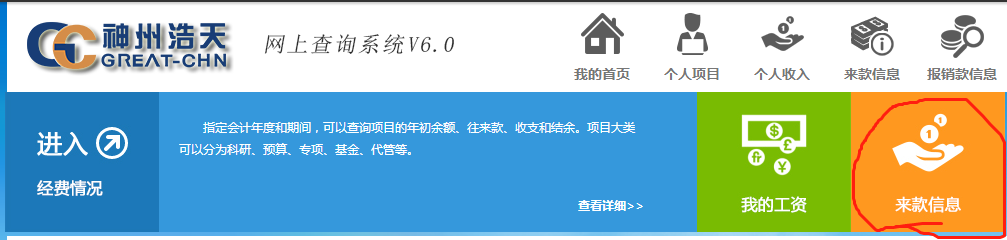 神州浩天
GREAT-CHN
网上查询系统V6.0
我的首页
个人项目
个人收入
来款信息
报销款信息
进入
经费情况
指定会计年度和期间，可以查询项目的年初余额、往来款、收支和结余。项目大类
可以分为科研、预算、专项、基金、代管等。
查看详细>>
我的工资
1
1
来款信息